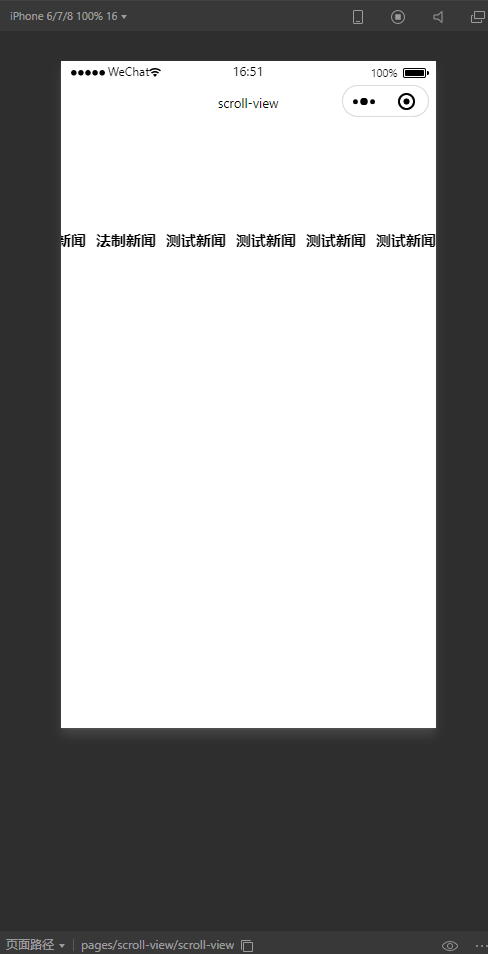 iPhone 6/7/8 100% 16
WeChat 16:51 100%
scroll-view
新闻 法制新闻 测试新闻 测试新闻 测试新闻 测试新闻
页面路径 pages/scroll-view/scroll-view